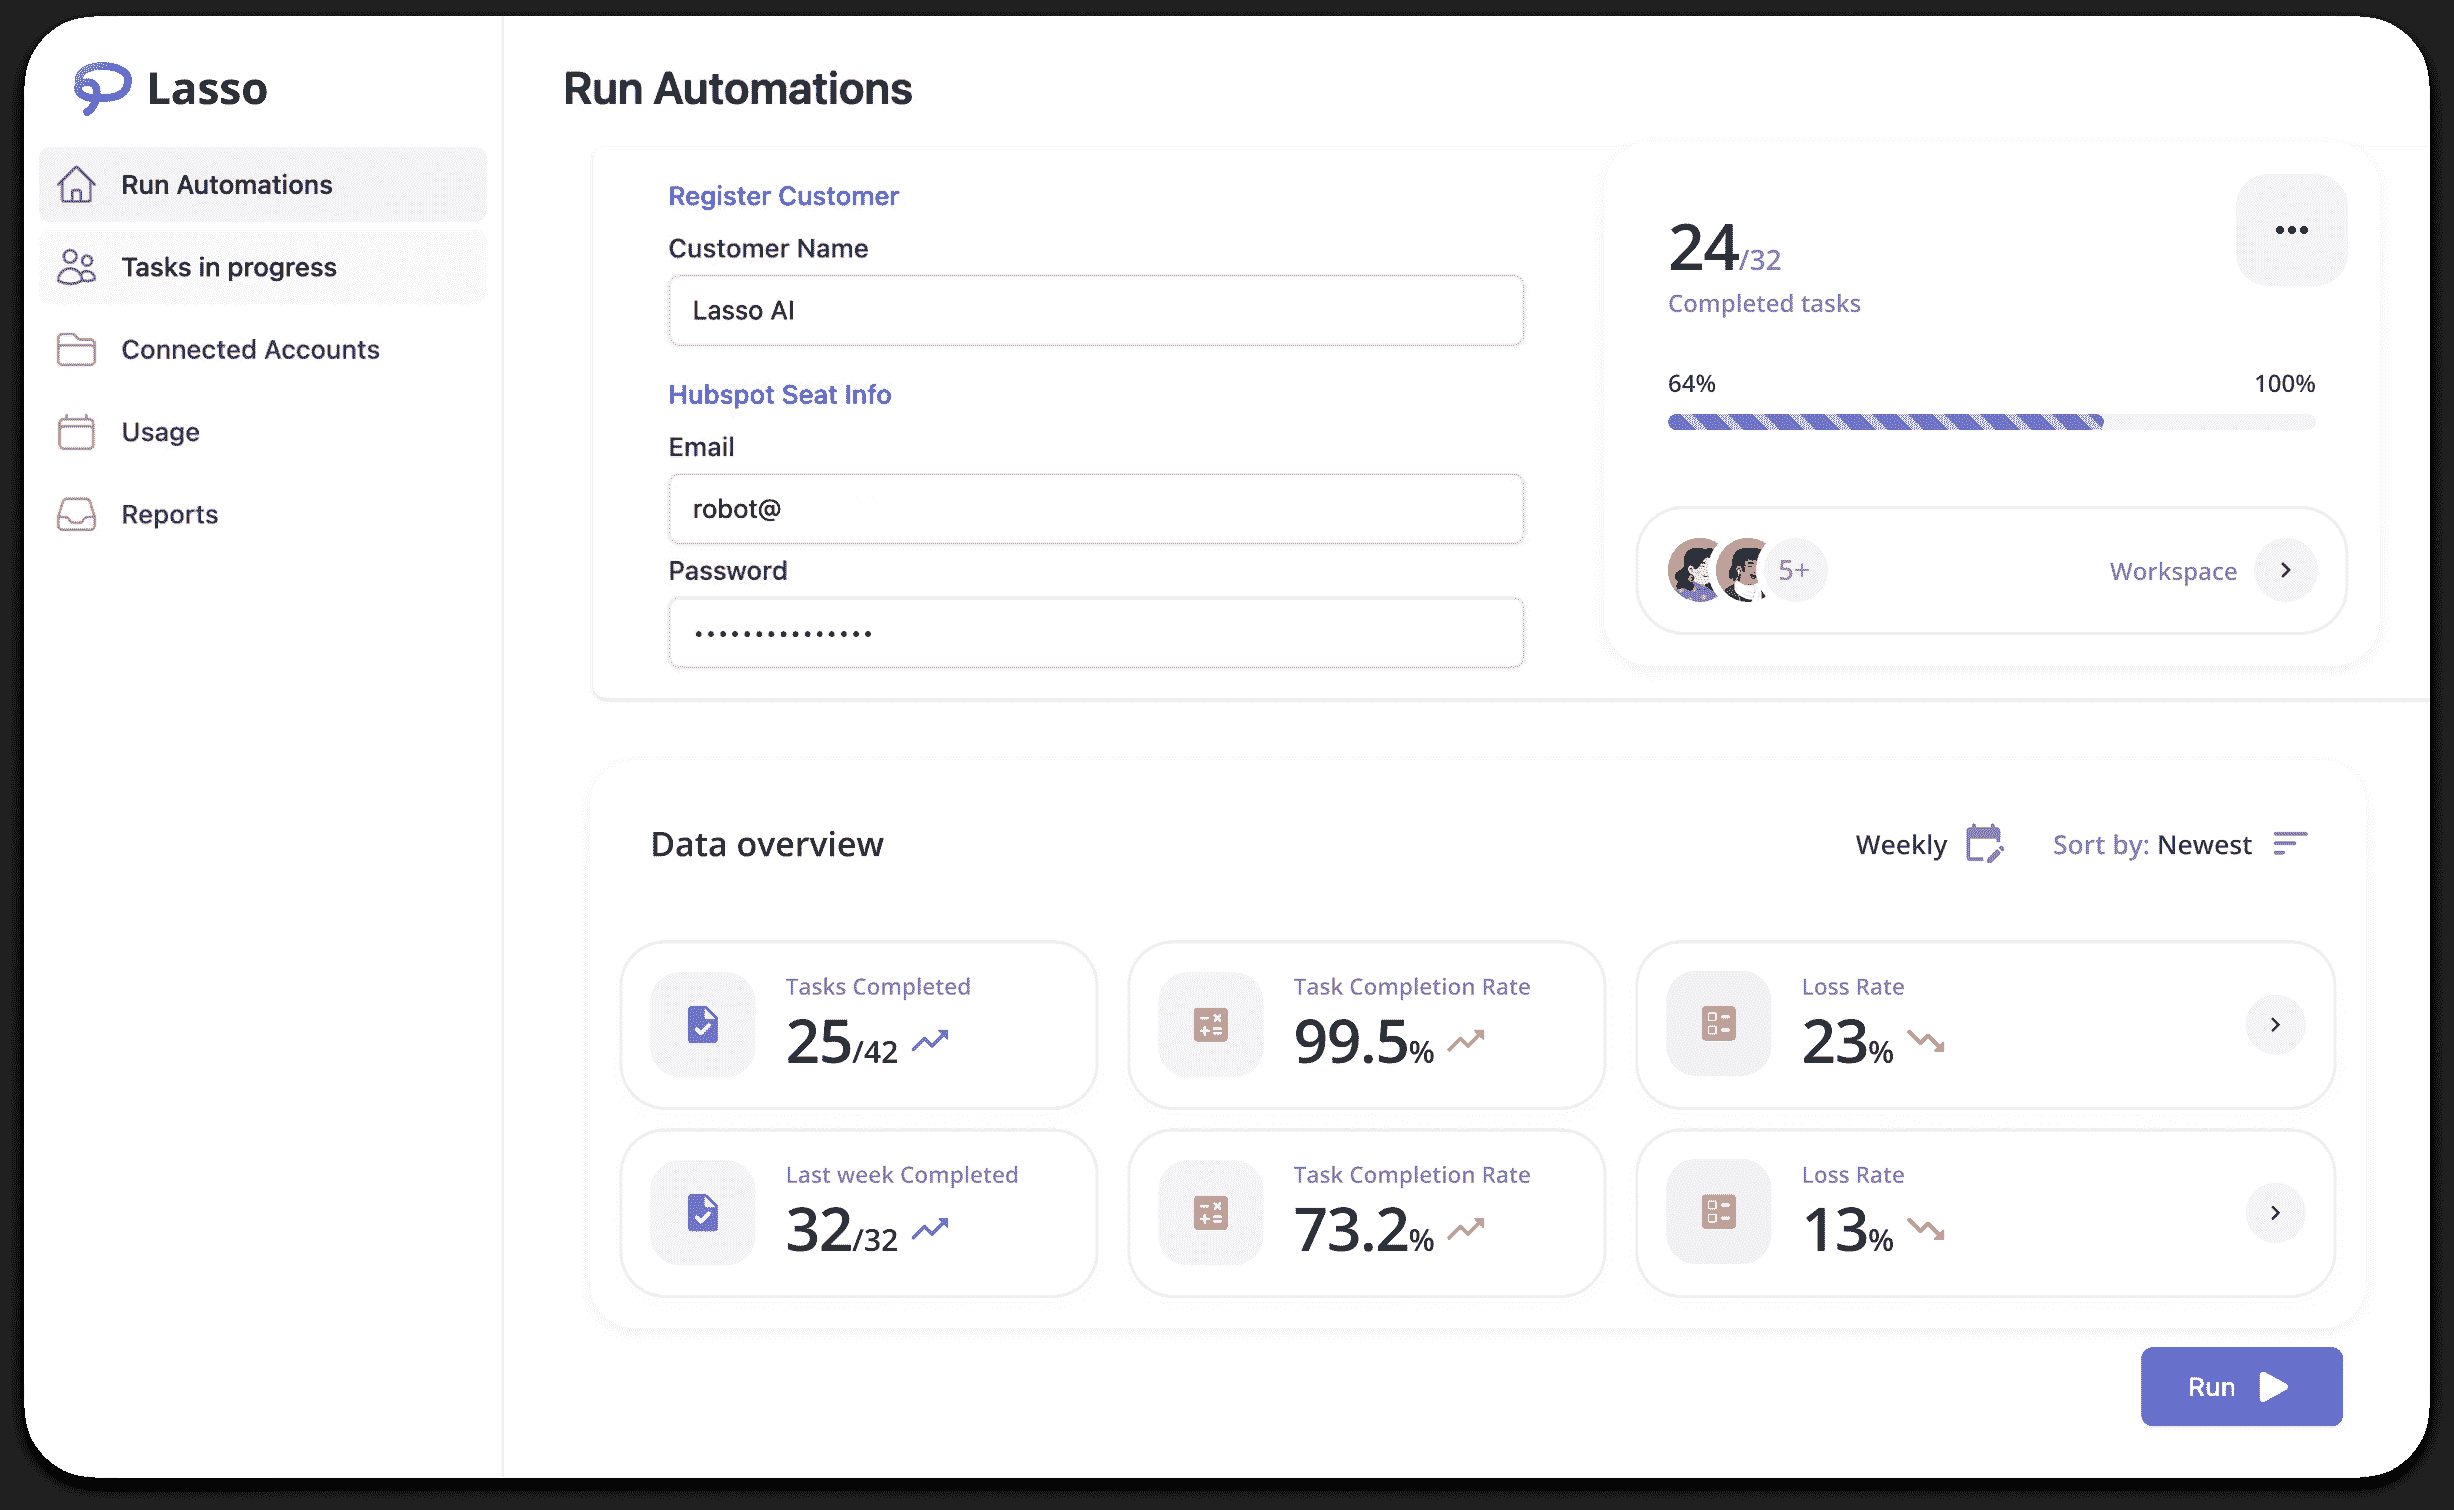 Lasso
Run Automations
Tasks in progress
Connected Accounts
Usage
Reports
Run Automations
Register Customer
Customer Name
Lasso AI
Hubspot Seat Info
Email
robot@
Password
•••••••••••••••
24/32
Completed tasks
64% 100%
5+ Workspace
Data overview
Weekly Sort by: Newest
Tasks Completed
25/42
Task Completion Rate
99.5%
Loss Rate
23%
Last week Completed
32/32
Task Completion Rate
73.2%
Loss Rate
13%
Run